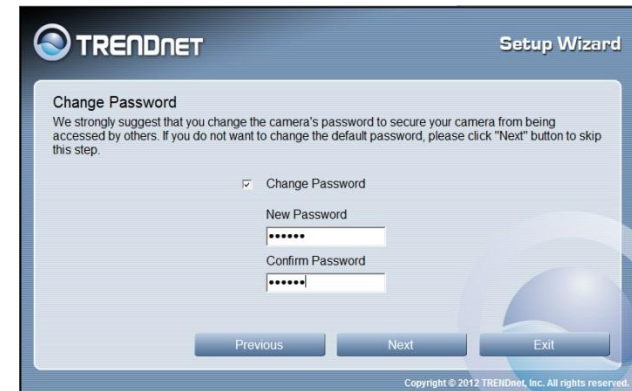 TRENDNET
Setup Wizard
Change Password
We strongly suggest that you change the camera's password to secure your camera from being
accessed by others. If you do not want to change the default password, please click "Next" button to skip
this step.
Change Password
New Password
••••••
Confirm Password
••••••
Previous
Next
Exit
Copyright © 2012 TRENDnet, Inc. All rights reserved.